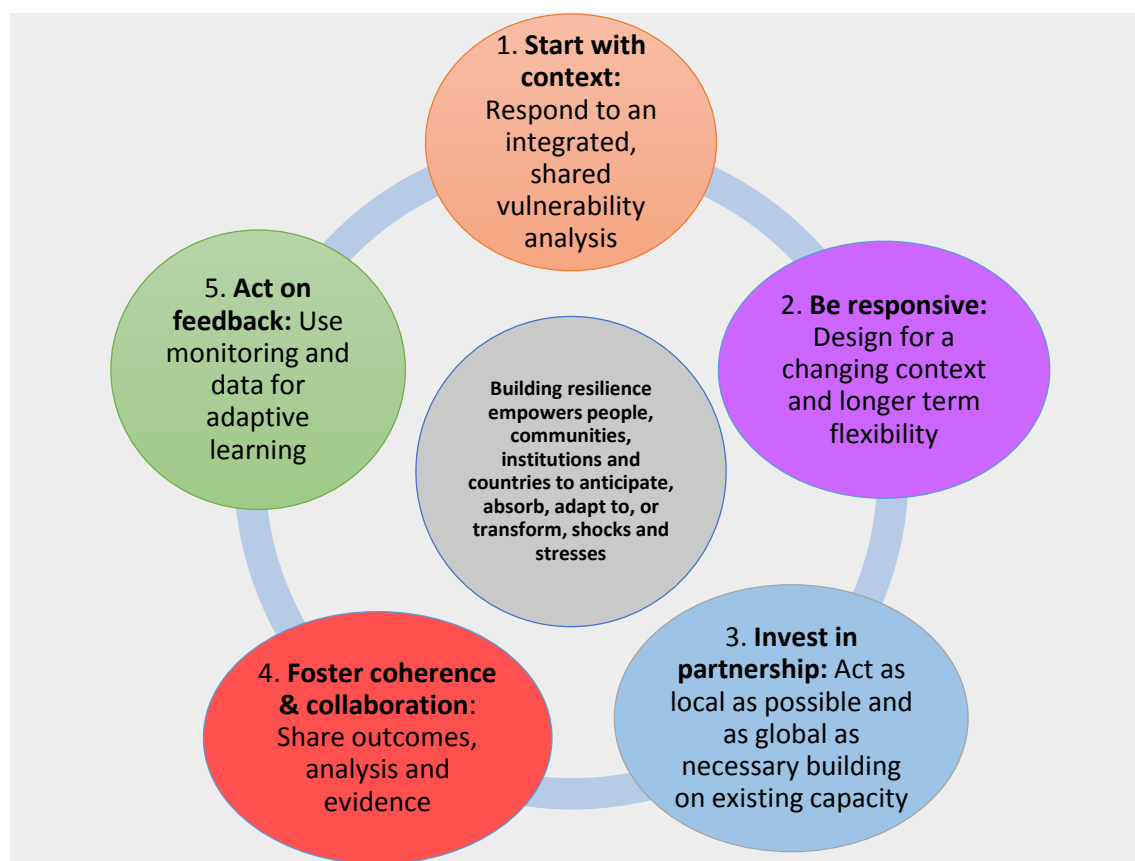 1. Start with
context:
Respond to an
integrated,
shared
vulnerability
analysis
2. Be responsive:
Design for a
changing context
and longer term
flexibility
3. Invest in
partnership: Act as
local as possible and
as global as
necessary building
on existing capacity
4. Foster coherence
& collaboration:
Share outcomes,
analysis and
evidence
5. Act on
feedback: Use
monitoring and
data for
adaptive
learning
Building resilience
empowers people,
communities,
institutions and
countries to anticipate,
absorb, adapt to, or
transform, shocks and
stresses